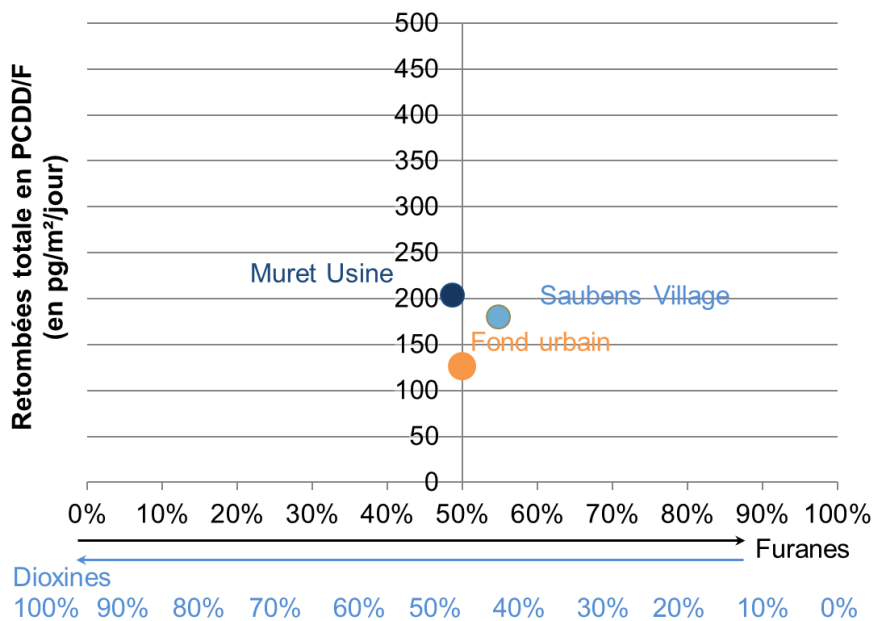 Retombées totale en PCDD/F
(en pg/m²/jour)
500
450
400
350
300
250
200
150
100
50
0
Muret Usine
Saubens Village
Fond urbain
0% 10% 20% 30% 40% 50% 60% 70% 80% 90% 100%
Furanes
Dioxines
100% 90% 80% 70% 60% 50% 40% 30% 20% 10% 0%